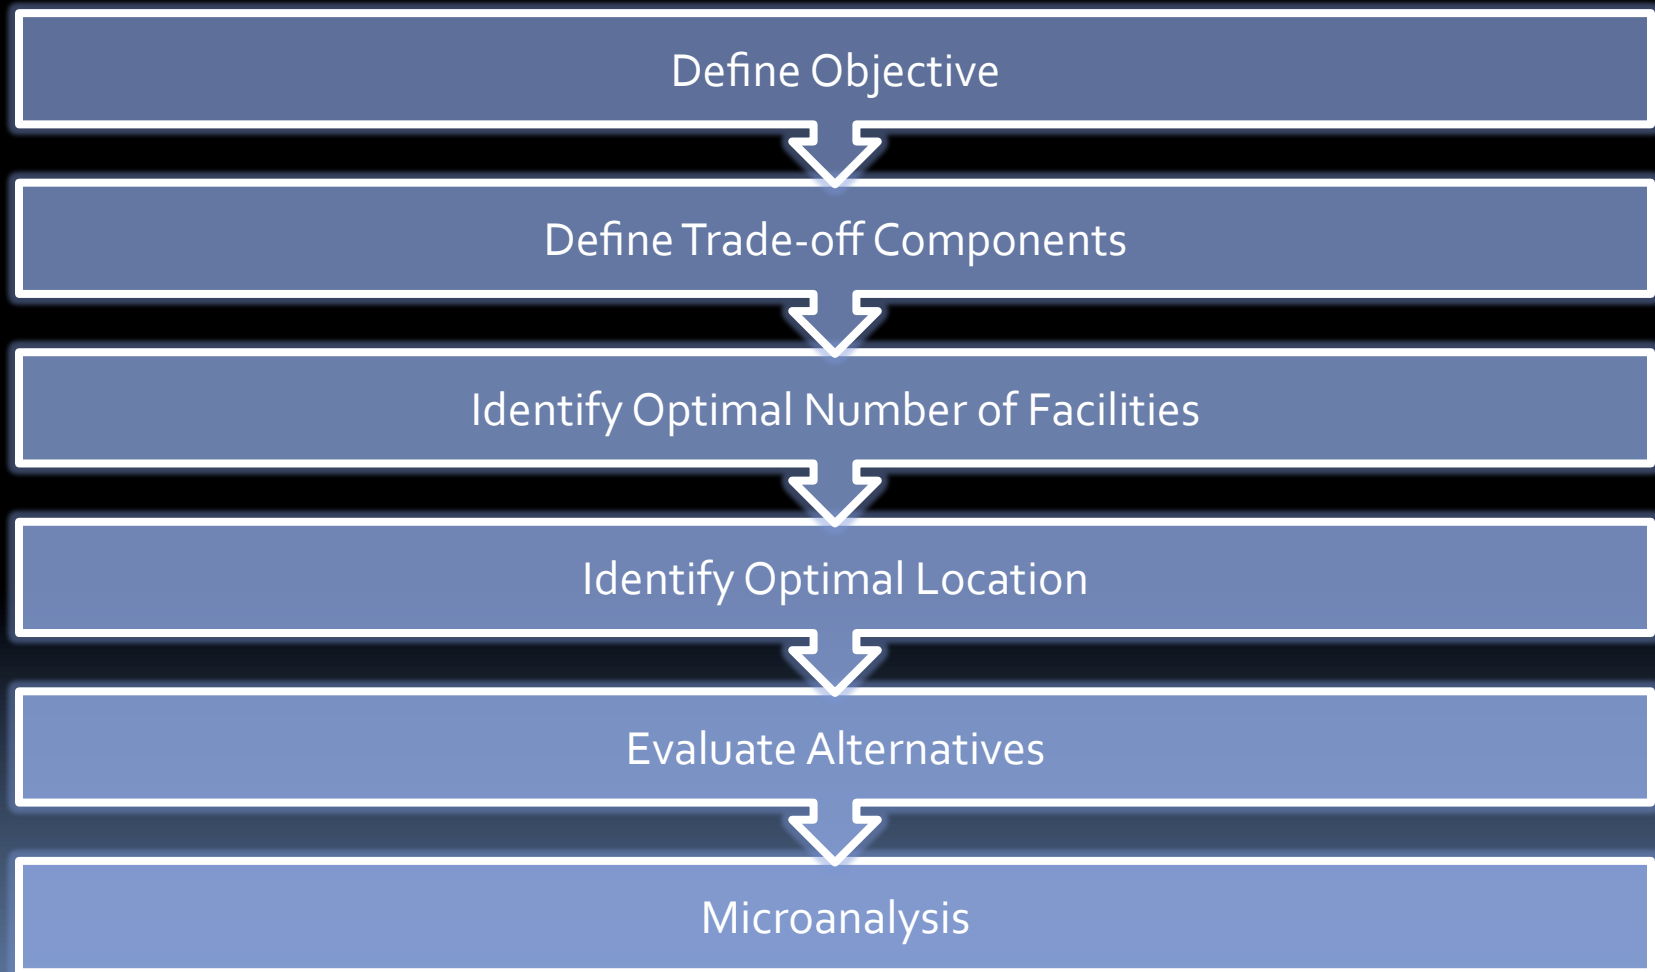 Define Objective
Define Trade-off Components
Identify Optimal Number of Facilities
Identify Optimal Location
Evaluate Alternatives
Microanalysis